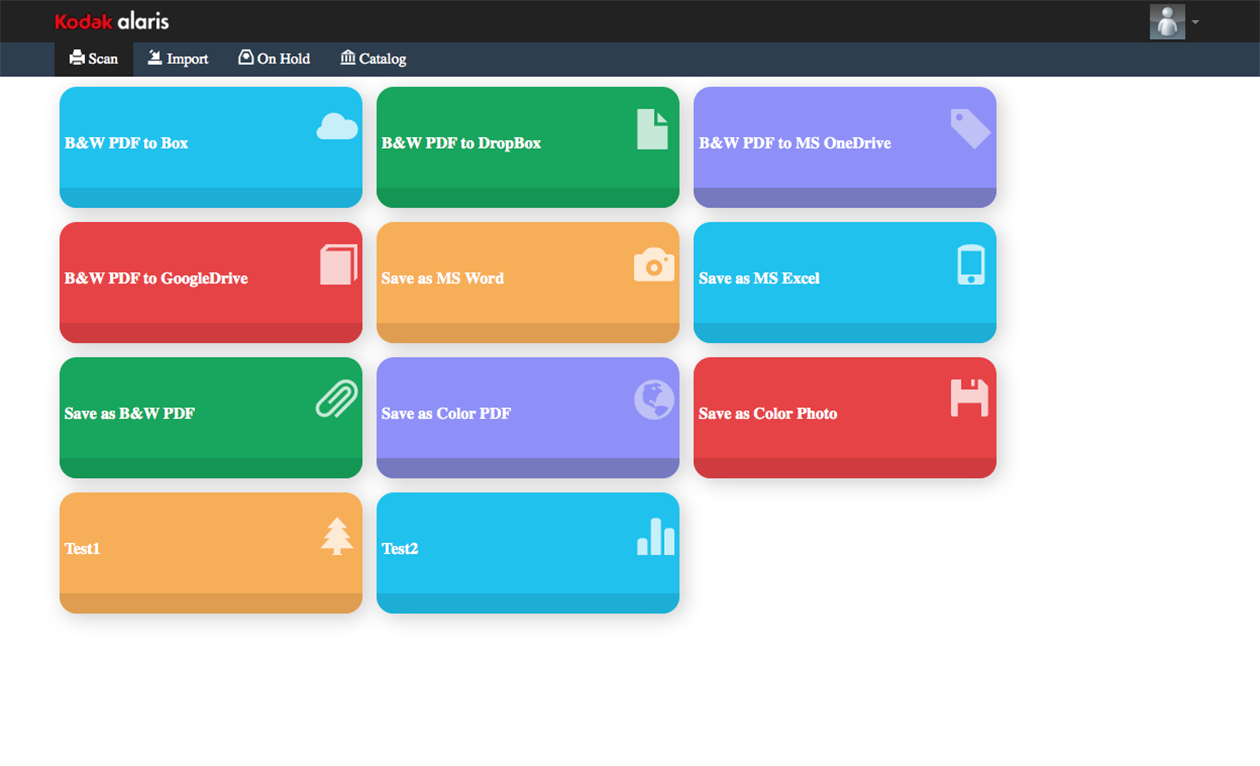 Kodak alaris
Scan
Import
On Hold
Catalog
B&W PDF to Box
B&W PDF to DropBox
B&W PDF to MS OneDrive
B&W PDF to GoogleDrive
Save as MS Word
Save as MS Excel
Save as B&W PDF
Save as Color PDF
Save as Color Photo
Test1
Test2